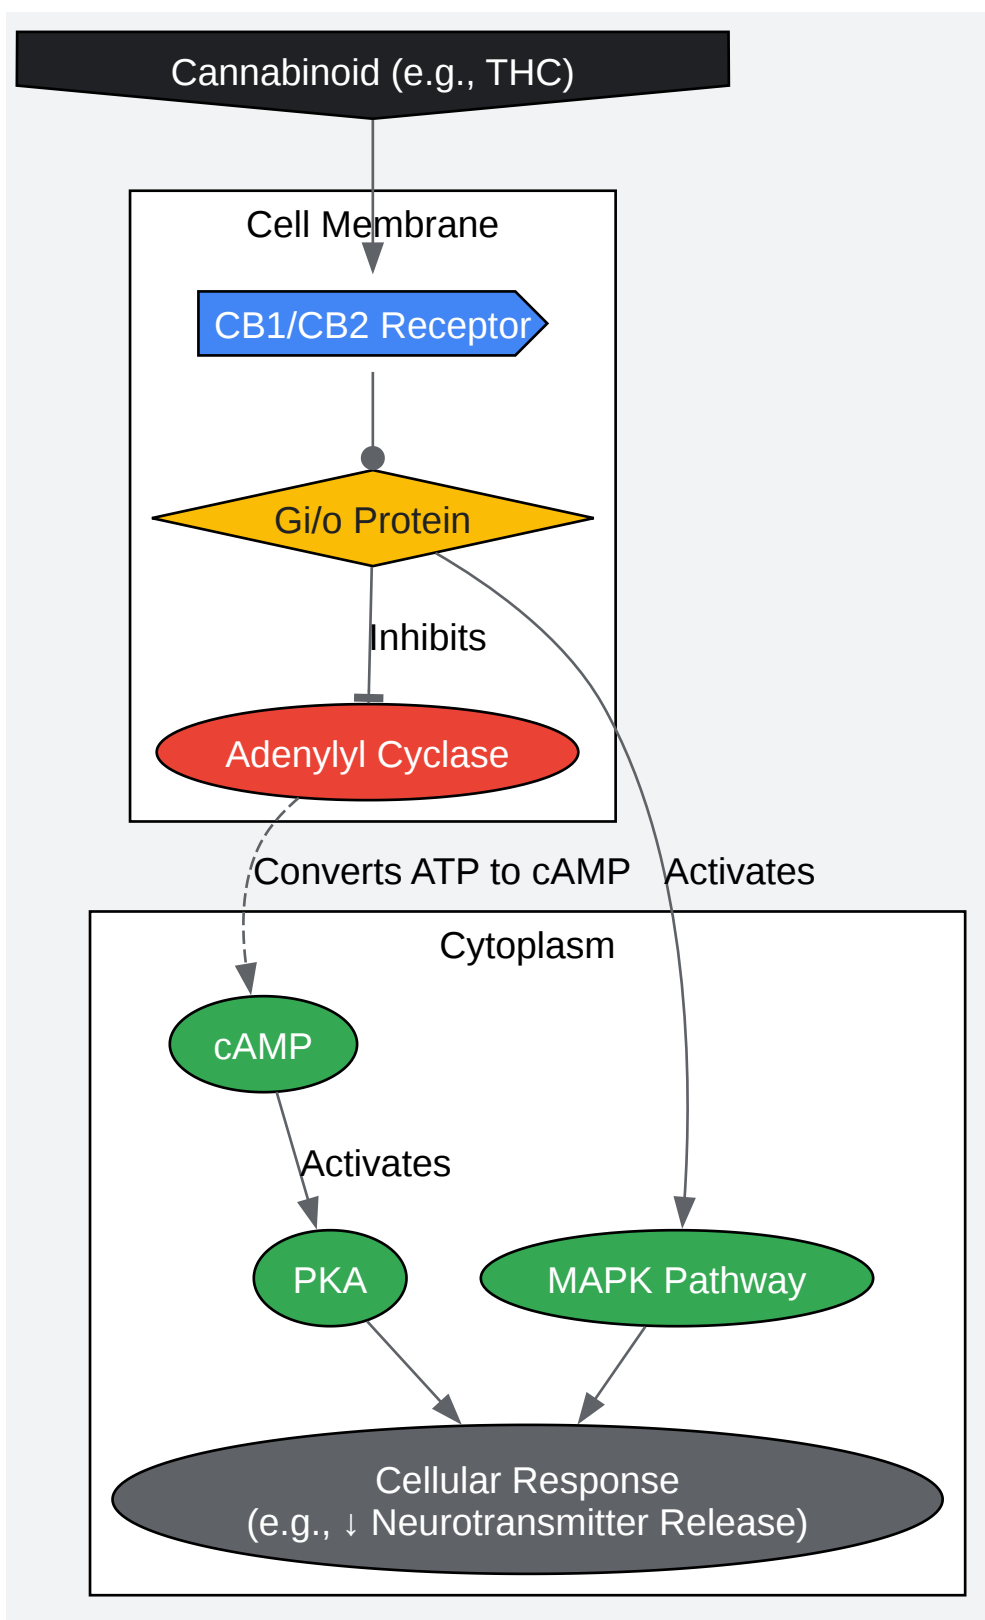 Cannabinoid (e.g., THC)
Cell Membrane
CB1/CB2 Receptor
Gi/o Protein
Inhibits
Adenylyl Cyclase
Converts ATP to cAMP
Activates
Cytoplasm
cAMP
Activates
PKA
MAPK Pathway
Cellular Response
(e.g., ↓ Neurotransmitter Release)